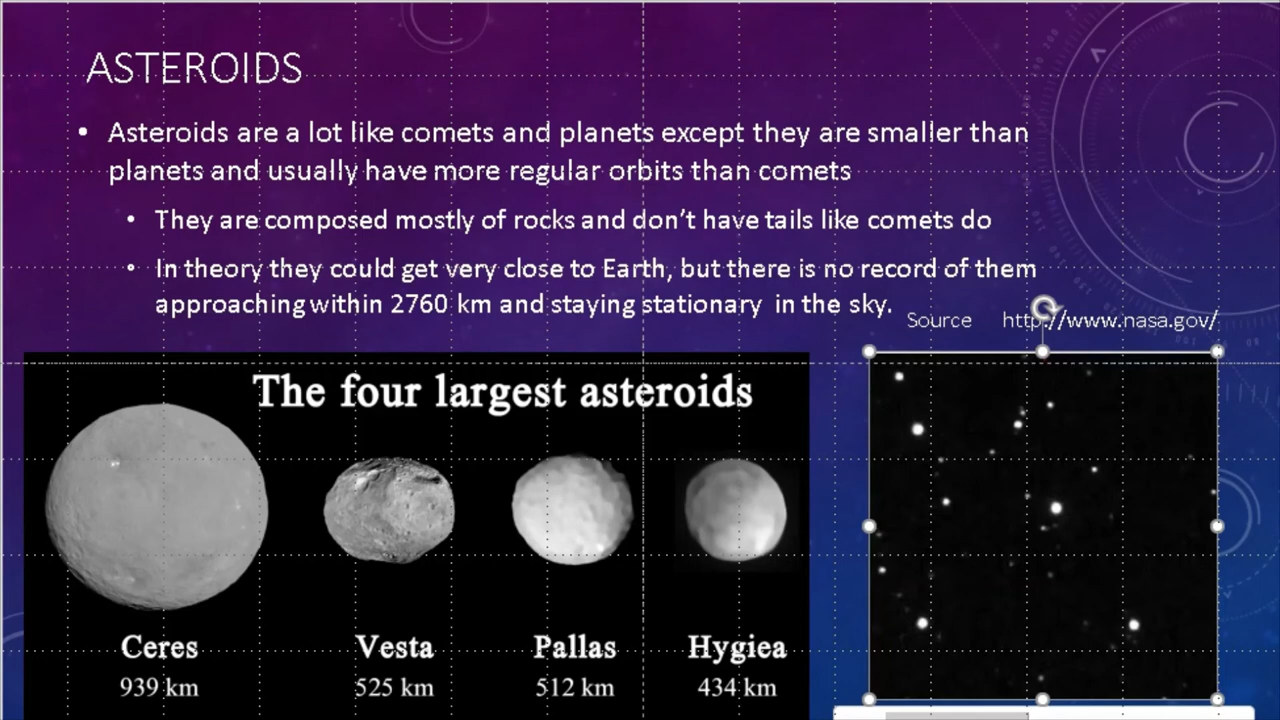 ASTEROIDS
• Asteroids are a lot like comets and planets except they are smaller than
planets and usually have more regular orbits than comets
• They are composed mostly of rocks and don’t have tails like comets do
• In theory they could get very close to Earth, but there is no record of them
approaching within 2760 km and staying stationary in the sky.
Source http://www.nasa.gov/
The four largest asteroids
Ceres Vesta Pallas Hygiea
939 km 525 km 512 km 434 km